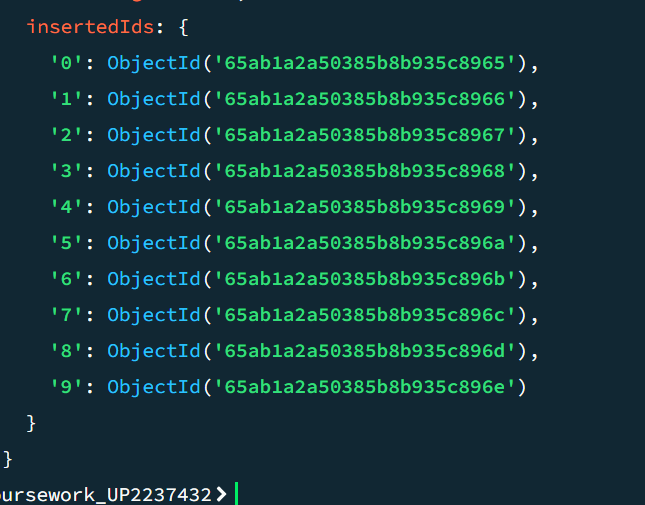 insertedIds: {
'0': ObjectId('65ab1a2a50385b8b935c8965'),
'1': ObjectId('65ab1a2a50385b8b935c8966'),
'2': ObjectId('65ab1a2a50385b8b935c8967'),
'3': ObjectId('65ab1a2a50385b8b935c8968'),
'4': ObjectId('65ab1a2a50385b8b935c8969'),
'5': ObjectId('65ab1a2a50385b8b935c896a'),
'6': ObjectId('65ab1a2a50385b8b935c896b'),
'7': ObjectId('65ab1a2a50385b8b935c896c'),
'8': ObjectId('65ab1a2a50385b8b935c896d'),
'9': ObjectId('65ab1a2a50385b8b935c896e')
}
}
oursework_UP2237432>